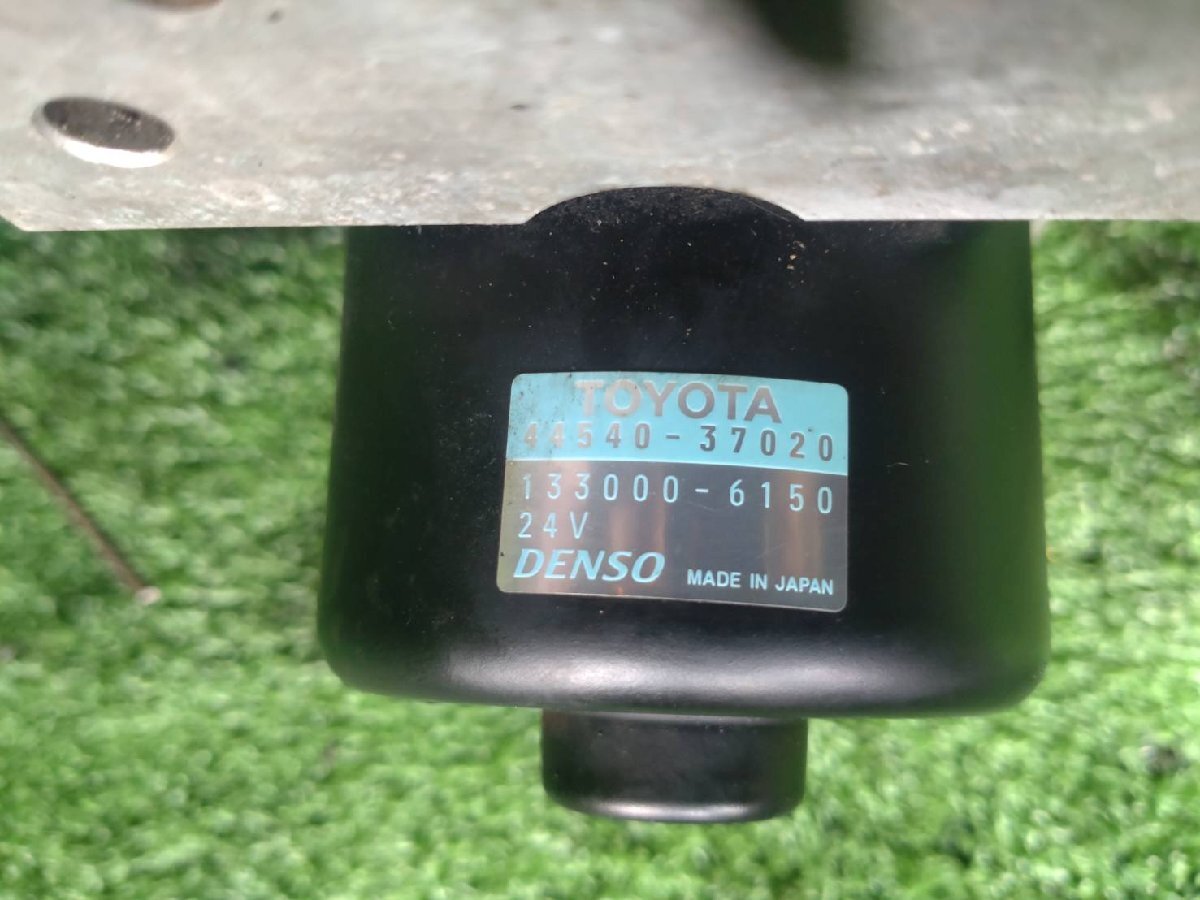 TOYOTA
44540-37020
133000-6150
24V
DENSO MADE IN JAPAN